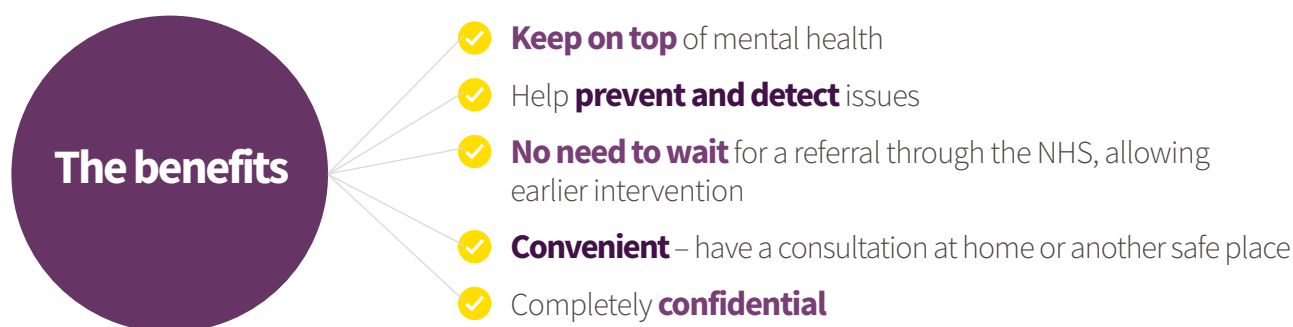 The benefits
Keep on top of mental health
Help prevent and detect issues
No need to wait for a referral through the NHS, allowing
earlier intervention
Convenient – have a consultation at home or another safe place
Completely confidential